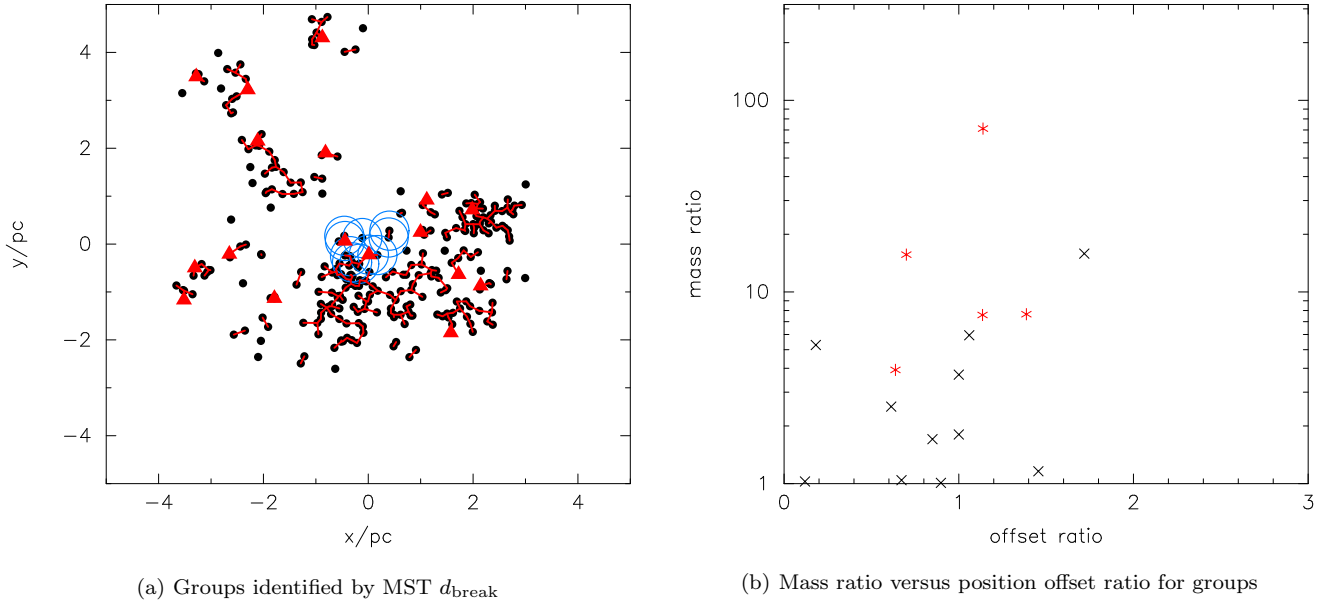 4
2
0
−2
−4
y/pc
−4
−2
0
2
4
x/pc
(a) Groups identified by MST d_break
100
10
1
mass ratio
0
1
2
3
offset ratio
(b) Mass ratio versus position offset ratio for groups